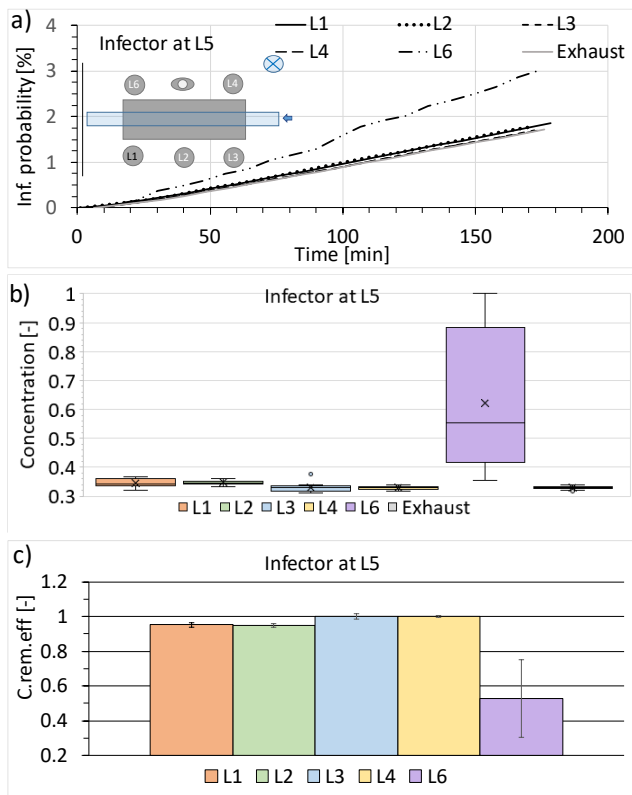 a)
L1 L2 L3
L4 L6 Exhaust
Infector at L5
L6 L4
L1 L2 L3
Inf. probability [%]
4
3
2
1
0
0 50 100 150 200
Time [min]
b)
Infector at L5
Concentration [-]
1
0.9
0.8
0.7
0.6
0.5
0.4
0.3
L1 L2 L3 L4 L6 Exhaust
c)
Infector at L5
C.rem.eff [-]
1.2
1
0.8
0.6
0.4
0.2
L1 L2 L3 L4 L6